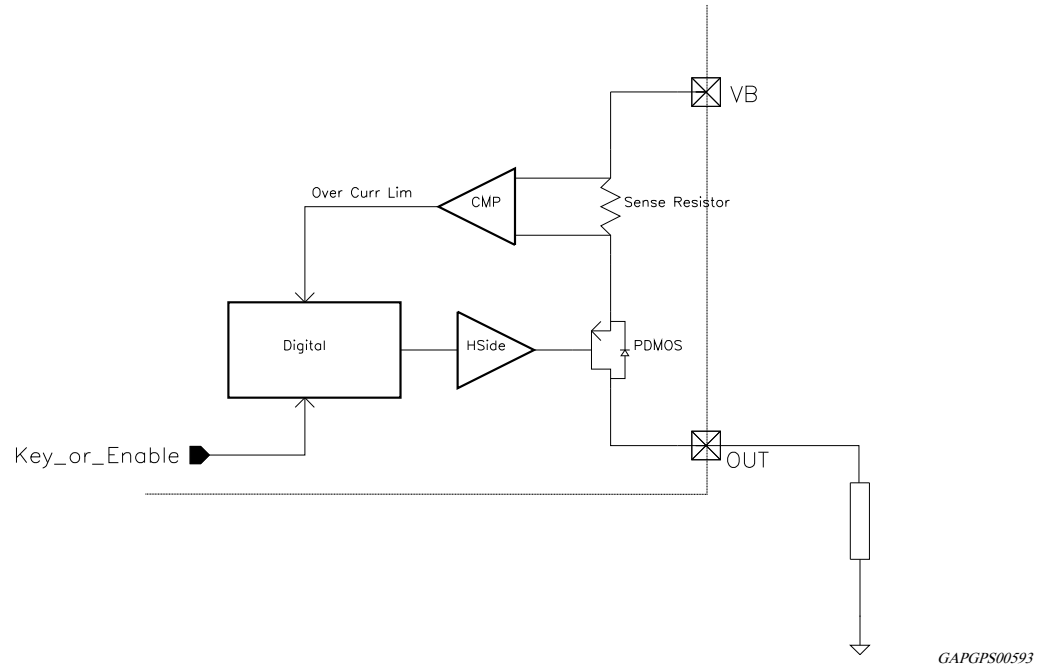 VB
Over Curr Lim
CMP
Sense Resistor
Digital
HSide
PDMOS
Key_or_Enable
OUT
GAPGPS00593